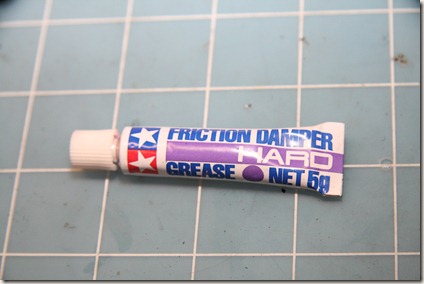 FRICTION DAMPER
HARD
GREASE NET 5g